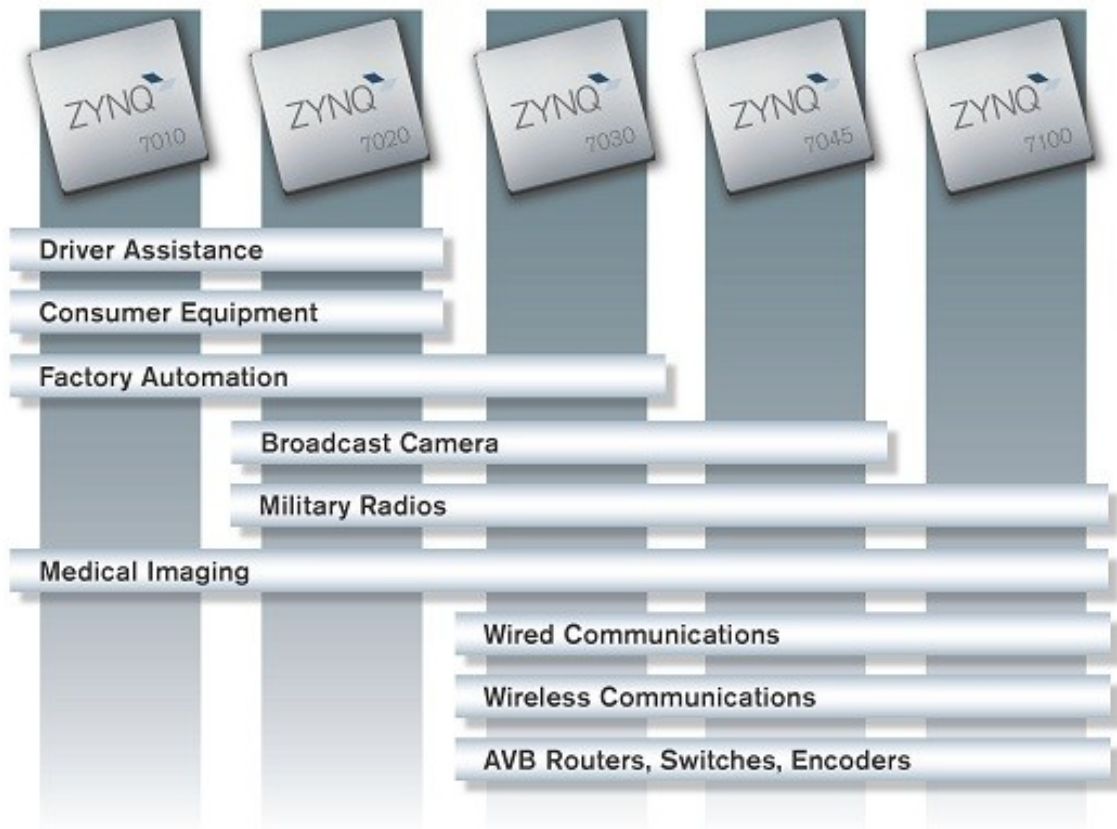 ZYNQ
7010
ZYNQ
7020
ZYNQ
7030
ZYNQ
7045
ZYNQ
7100
Driver Assistance
Consumer Equipment
Factory Automation
Broadcast Camera
Military Radios
Medical Imaging
Wired Communications
Wireless Communications
AVB Routers, Switches, Encoders